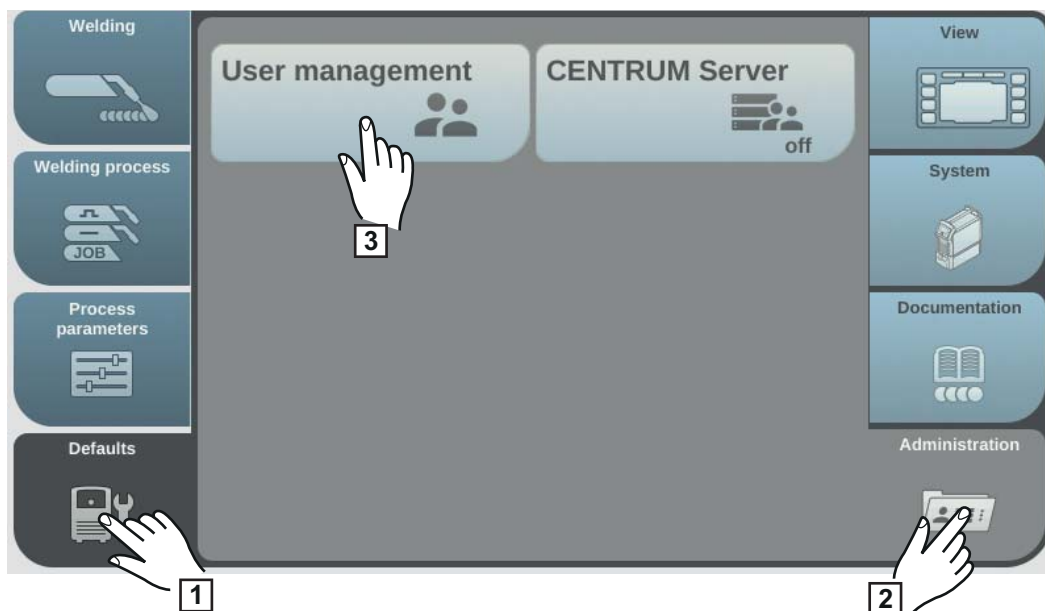 Welding
Welding process
JOB
Process
parameters
Defaults
1
User management
3
CENTRUM Server
off
View
System
Documentation
Administration
2